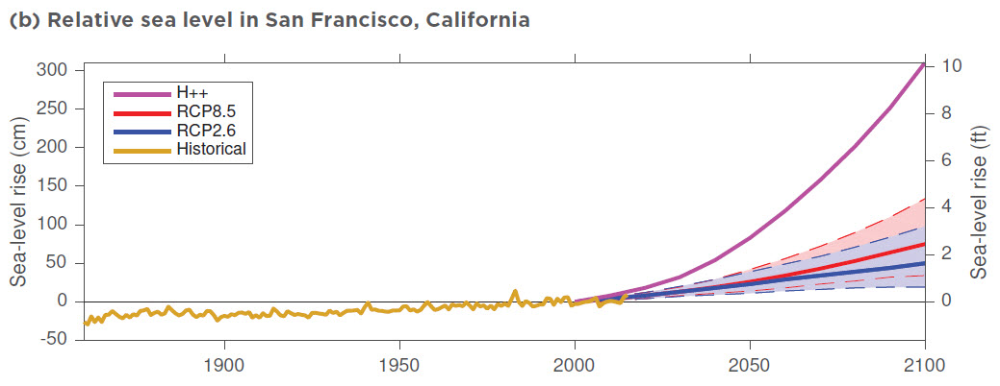 (b) Relative sea level in San Francisco, California
H++
RCP8.5
RCP2.6
Historical
Sea-level rise (cm)
300
250
200
150
100
50
0
-50
Sea-level rise (ft)
10
8
6
4
2
0
1900
1950
2000
2050
2100